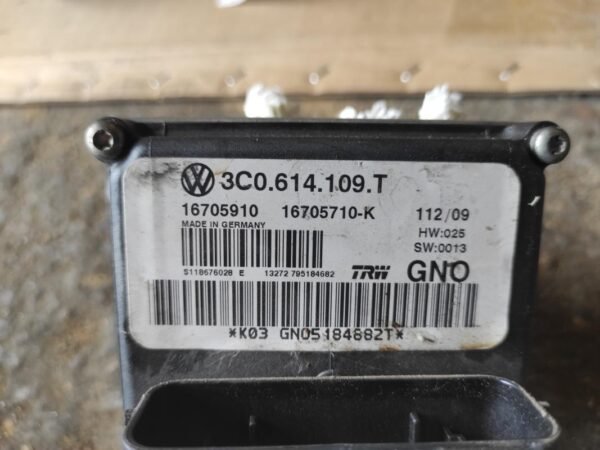 3C0.614.109.T
16705910 16705710-K 112/09
MADE IN GERMANY HW:025
SW:0013
S118676028 E 13272 795184682 TRW GNO
*K03 GNO5184682T*